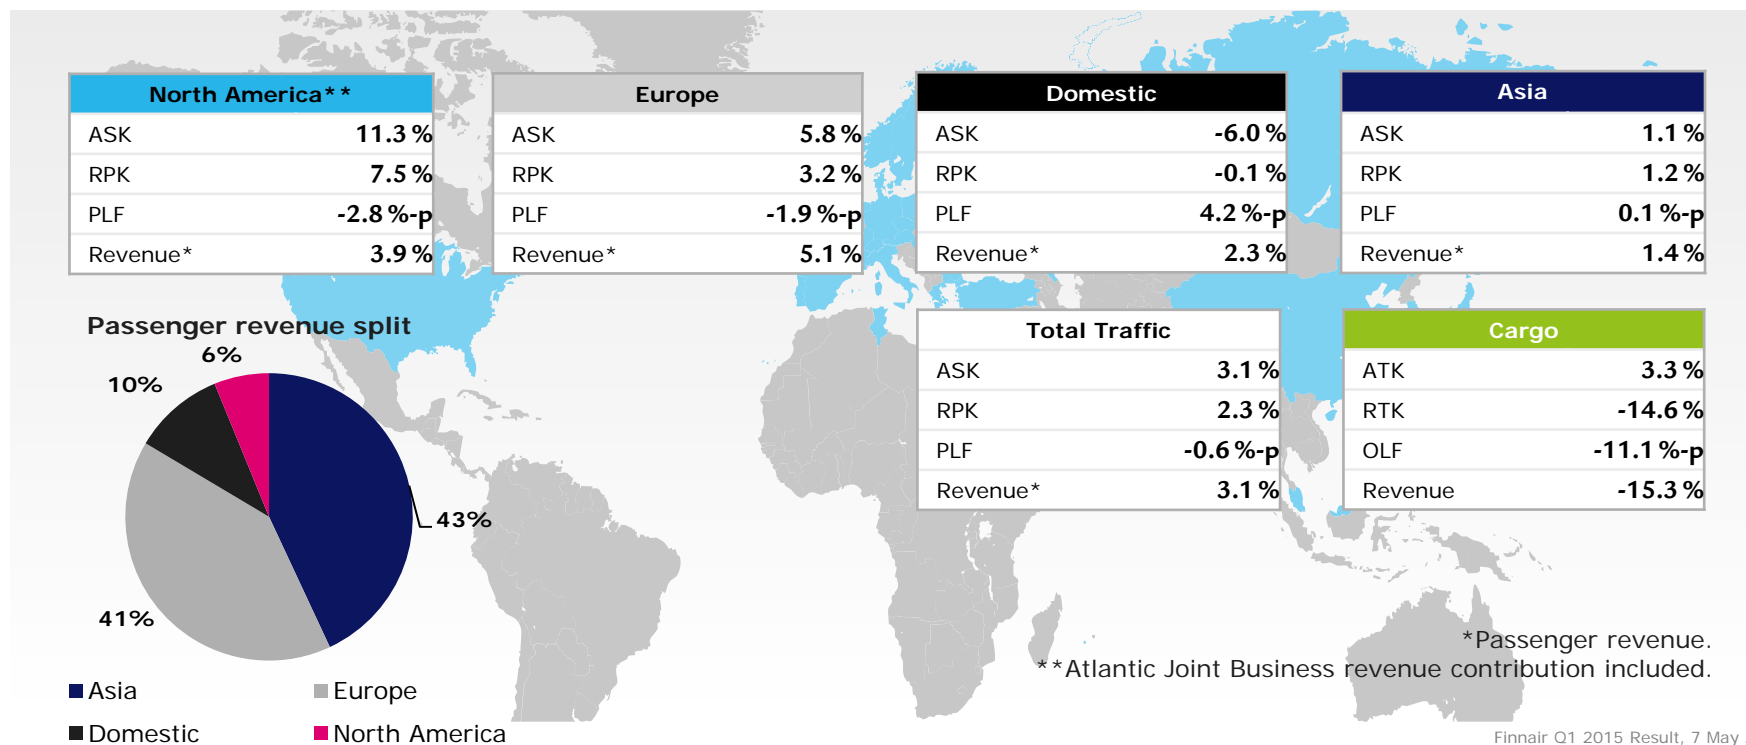 North America**
ASK 11.3 %
RPK 7.5 %
PLF -2.8 %-p
Revenue* 3.9 %
Europe
ASK 5.8 %
RPK 3.2 %
PLF -1.9 %-p
Revenue* 5.1 %
Domestic
ASK -6.0 %
RPK -0.1 %
PLF 4.2 %-p
Revenue* 2.3 %
Asia
ASK 1.1 %
RPK 1.2 %
PLF 0.1 %-p
Revenue* 1.4 %
Total Traffic
ASK 3.1 %
RPK 2.3 %
PLF -0.6 %-p
Revenue* 3.1 %
Cargo
ATK 3.3 %
RTK -14.6 %
OLF -11.1 %-p
Revenue -15.3 %
Passenger revenue split
6%
10%
43%
41%
Asia
Europe
Domestic
North America
*Passenger revenue.
**Atlantic Joint Business revenue contribution included.
Finnair Q1 2015 Result, 7 May